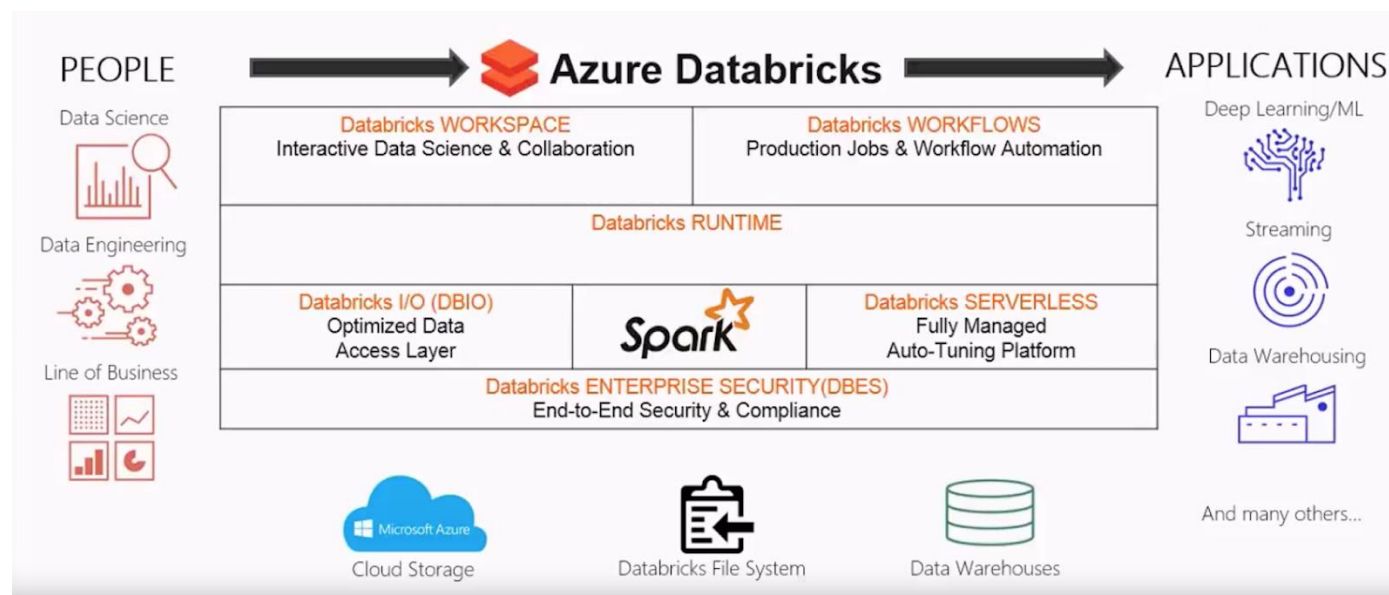 PEOPLE
Azure Databricks
APPLICATIONS
Data Science
Data Engineering
Line of Business
Databricks WORKSPACE
Interactive Data Science & Collaboration
Databricks WORKFLOWS
Production Jobs & Workflow Automation
Databricks RUNTIME
Databricks I/O (DBIO)
Optimized Data
Access Layer
Spark
Databricks SERVERLESS
Fully Managed
Auto-Tuning Platform
Databricks ENTERPRISE SECURITY(DBES)
End-to-End Security & Compliance
Deep Learning/ML
Streaming
Data Warehousing
And many others...
Microsoft Azure
Cloud Storage
Databricks File System
Data Warehouses